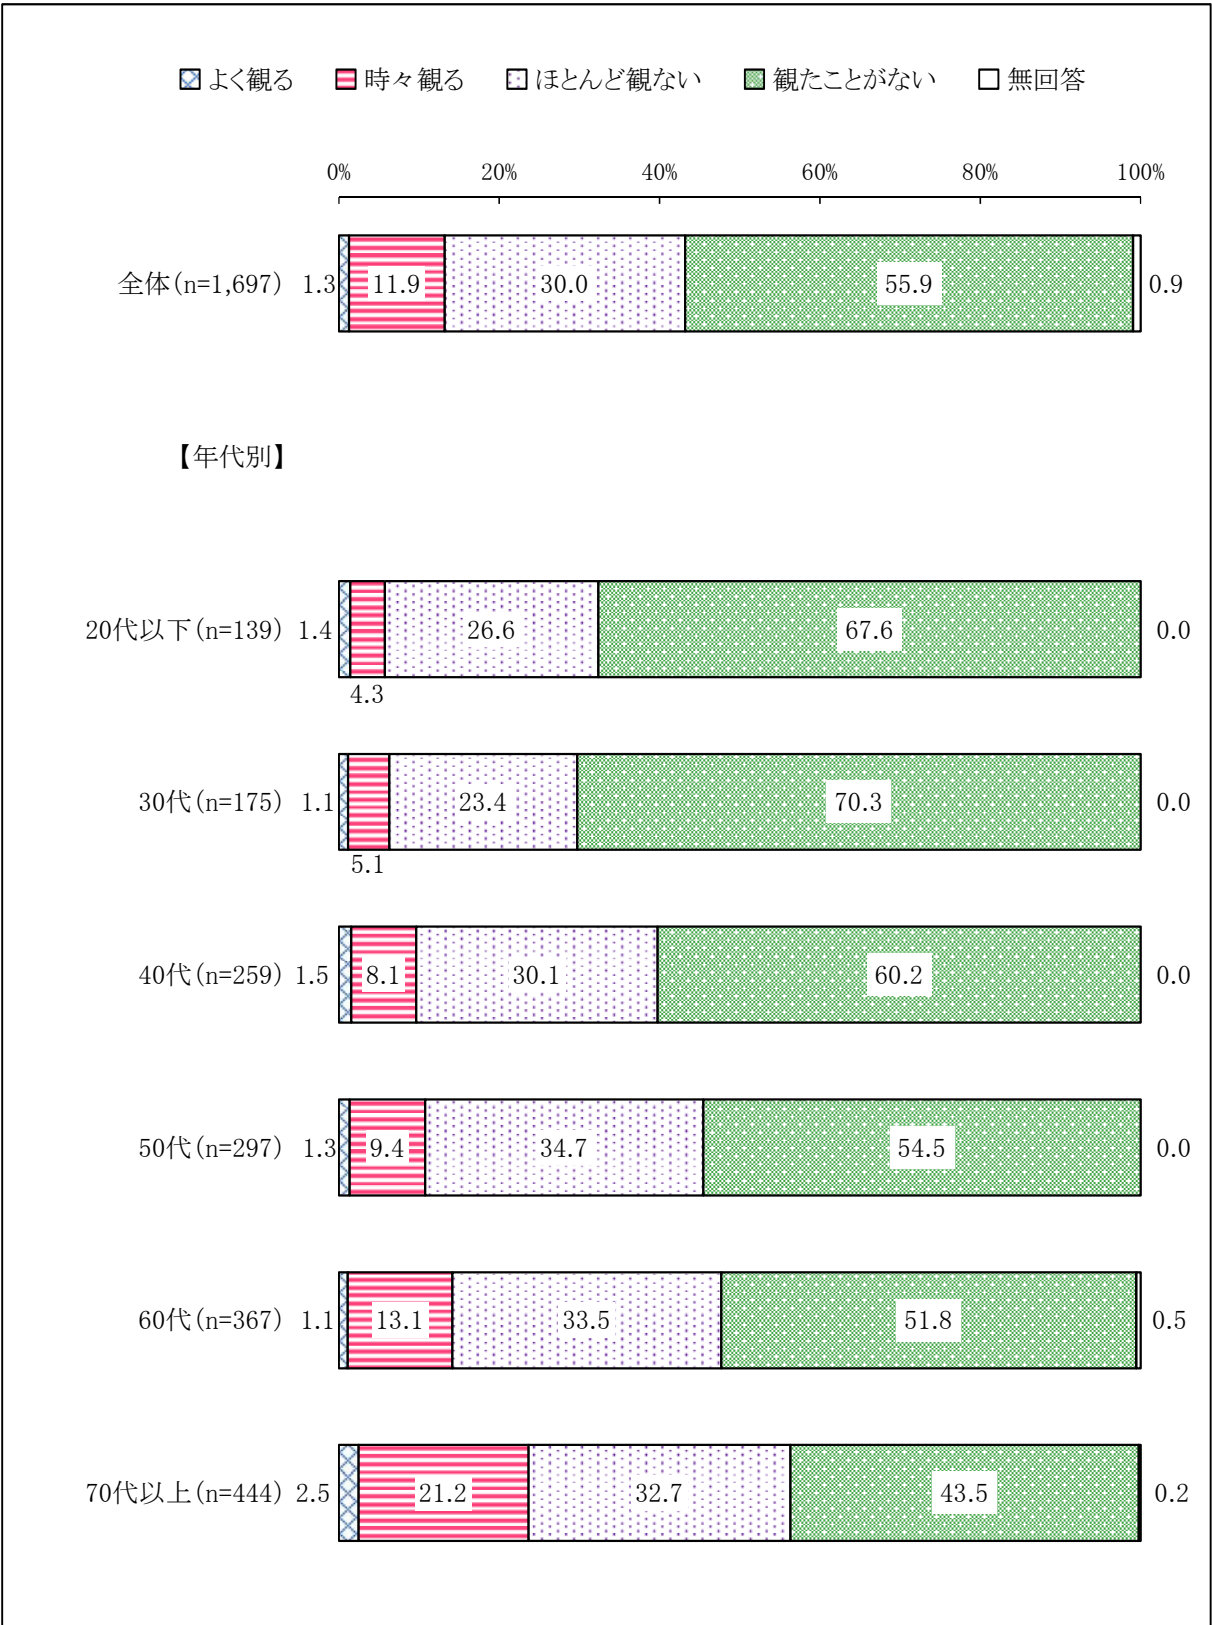 よく観る 時々観る ほとんど観ない 観たことがない 無回答
0% 20% 40% 60% 80% 100%
全体(n=1,697) 1.3 11.9 30.0 55.9 0.9
【年代別】
20代以下(n=139) 1.4 26.6 67.6 0.0
4.3
30代(n=175) 1.1 23.4 70.3 0.0
5.1
40代(n=259) 1.5 8.1 30.1 60.2 0.0
50代(n=297) 1.3 9.4 34.7 54.5 0.0
60代(n=367) 1.1 13.1 33.5 51.8 0.5
70代以上(n=444) 2.5 21.2 32.7 43.5 0.2